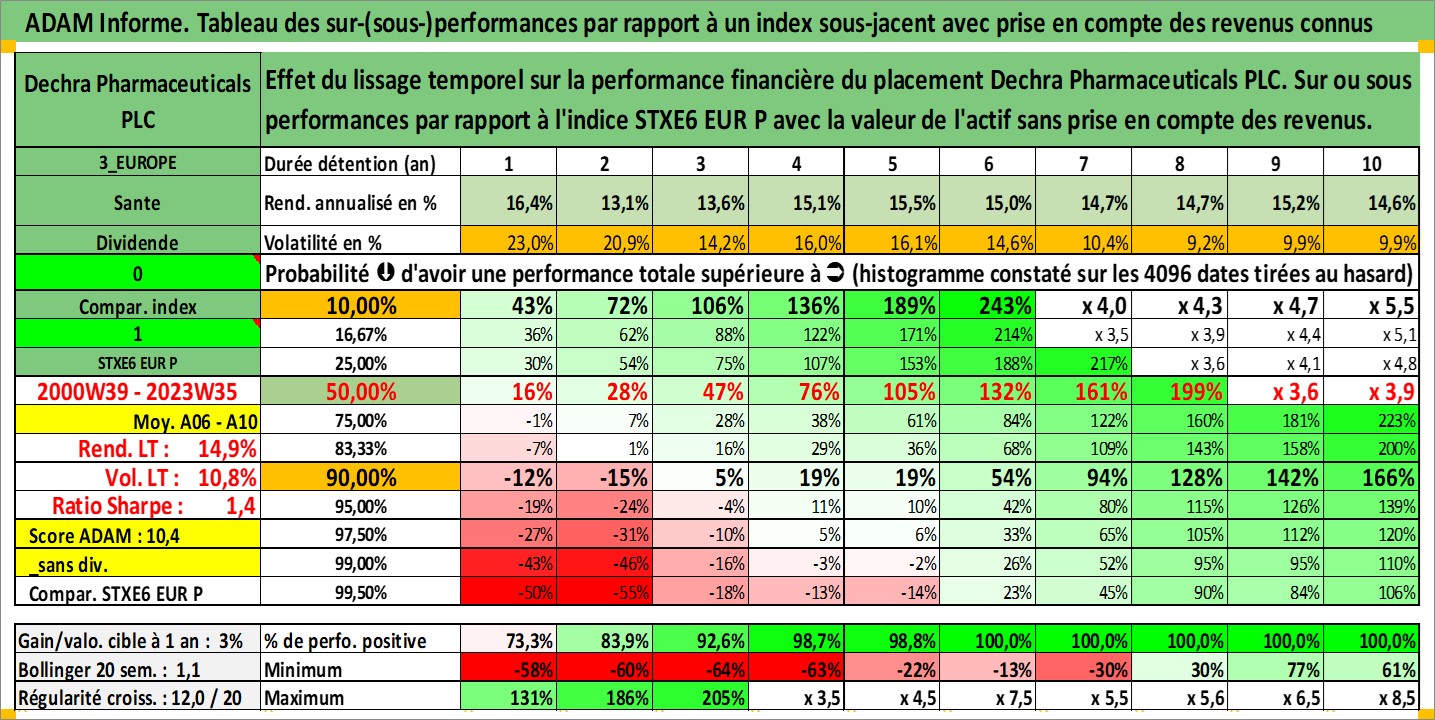 ADAM Informe. Tableau des sur-(sous-)performances par rapport à un index sous-jacent avec prise en compte des revenus connus
Dechra Pharmaceuticals PLC
Effet du lissage temporel sur la performance financière du placement Dechra Pharmaceuticals PLC. Sur ou sous
performances par rapport à l'indice STXE6 EUR P avec la valeur de l'actif sans prise en compte des revenus.
3_EUROPE Durée détention (an) 1 2 3 4 5 6 7 8 9 10
Sante Rend. annualisé en % 16,4% 13,1% 13,6% 15,1% 15,5% 15,0% 14,7% 14,7% 15,2% 14,6%
Dividende Volatilité en % 23,0% 20,9% 14,2% 16,0% 16,1% 14,6% 10,4% 9,2% 9,9% 9,9%
0 Probabilité ⬇ d'avoir une performance totale supérieure à ➲ (histogramme constaté sur les 4096 dates tirées au hasard)
Compar. index 10,00% 43% 72% 106% 136% 189% 243% x 4,0 x 4,3 x 4,7 x 5,5
1 16,67% 36% 62% 88% 122% 171% 214% x 3,5 x 3,9 x 4,4 x 5,1
STXE6 EUR P 25,00% 30% 54% 75% 107% 153% 188% 217% x 3,6 x 4,1 x 4,8
2000W39 - 2023W35 50,00% 16% 28% 47% 76% 105% 132% 161% 199% x 3,6 x 3,9
Moy. A06 - A10 75,00% -1% 7% 28% 38% 61% 84% 122% 160% 181% 223%
Rend. LT : 14,9% 83,33% -7% 1% 16% 29% 36% 68% 109% 143% 158% 200%
Vol. LT : 10,8% 90,00% -12% -15% 5% 19% 19% 54% 94% 128% 142% 166%
Ratio Sharpe : 1,4 95,00% -19% -24% -4% 11% 10% 42% 80% 115% 126% 139%
Score ADAM : 10,4 97,50% -27% -31% -10% 5% 6% 33% 65% 105% 112% 120%
_sans div. 99,00% -43% -46% -16% -3% -2% 26% 52% 95% 95% 110%
Compar. STXE6 EUR P 99,50% -50% -55% -18% -13% -14% 23% 45% 90% 84% 106%
Gain/valo. cible à 1 an : 3% % de perfo. positive 73,3% 83,9% 92,6% 98,7% 98,8% 100,0% 100,0% 100,0% 100,0% 100,0%
Bollinger 20 sem. : 1,1 Minimum -58% -60% -64% -63% -22% -13% -30% 30% 77% 61%
Régularité croiss. : 12,0 / 20 Maximum 131% 186% 205% x 3,5 x 4,5 x 7,5 x 5,5 x 5,6 x 6,5 x 8,5